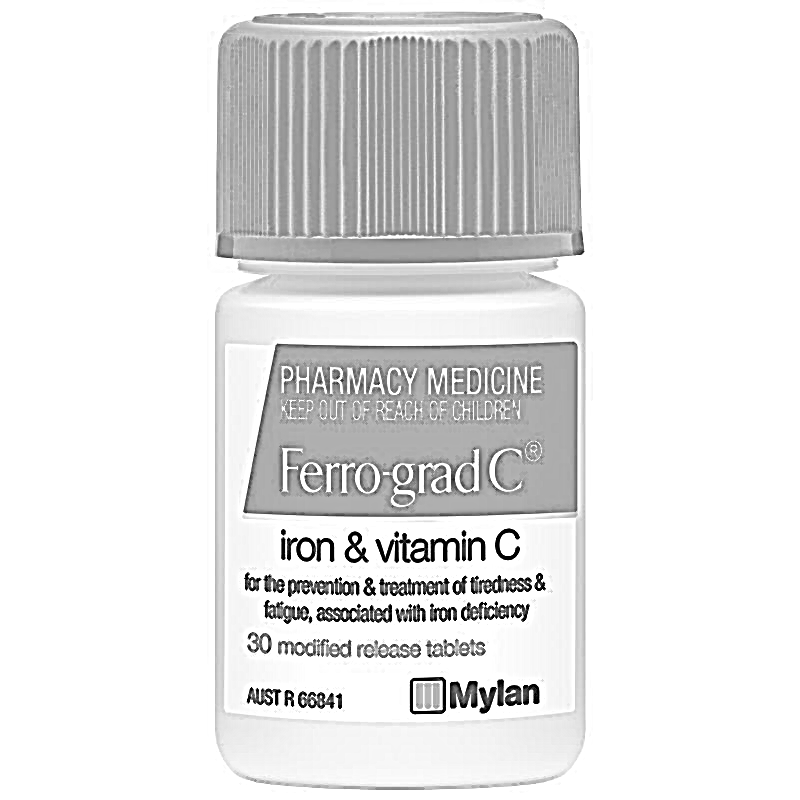 PHARMACY MEDICINE
KEEP OUT OF REACH OF CHILDREN
Ferro-grad C®
iron & vitamin C
for the prevention & treatment of tiredness &
fatigue, associated with iron deficiency
30 modified release tablets
AUST R 66841 Mylan